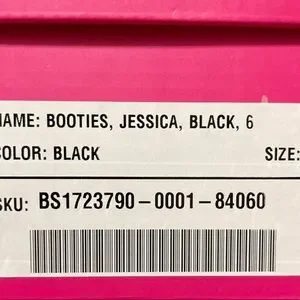 NAME: BOOTIES, JESSICA, BLACK, 6
COLOR: BLACK SIZE:
SKU: BS1723790-0001-84060